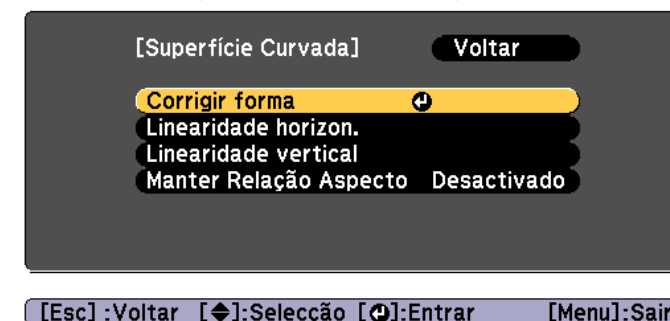 [Superfície Curvada] Voltar
Corrigir forma
Linearidade horizon.
Linearidade vertical
Manter Relação Aspecto Desactivado
[Esc] :Voltar [◆]:Selecção [↵]:Entrar [Menu]:Sair